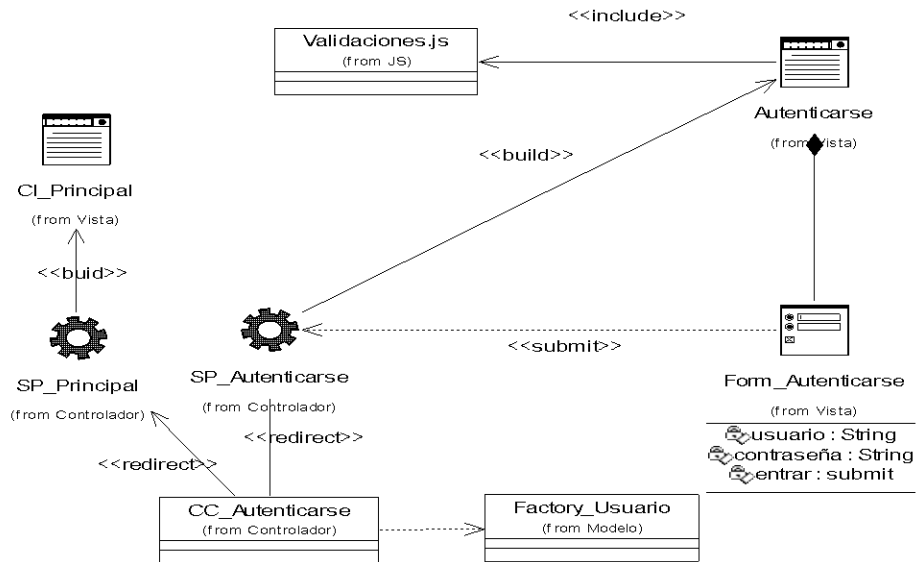 <<include>>
Validaciones.js
(from JS)
Autenticarse
(from Vista)
<<build>>
CI_Principal
(from Vista)
<<buid>>
<<submit>>
SP_Principal
(from Controlador)
SP_Autenticarse
(from Controlador)
Form_Autenticarse
(from Vista)
usuario : String
contraseña : String
entrar : submit
<<redirect>>
<<redirect>>
CC_Autenticarse
(from Controlador)
Factory_Usuario
(from Modelo)